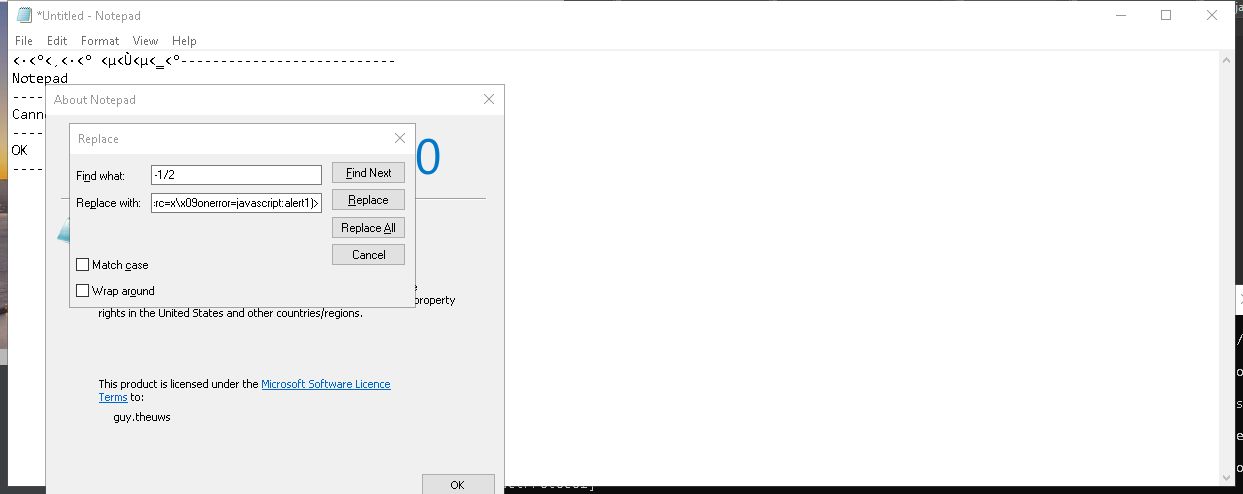 *Untitled - Notepad
File Edit Format View Help
Notepad
OK
About Notepad
0
Replace
Find what: -1/2 Find Next
Replace with: rc=x\x09onerror=javascript:alert1)> Replace
Replace All
Cancel
Match case
Wrap around
property
rights in the United States and other countries/regions.
This product is licensed under the Microsoft Software Licence
Terms to:
guy.theuws
OK